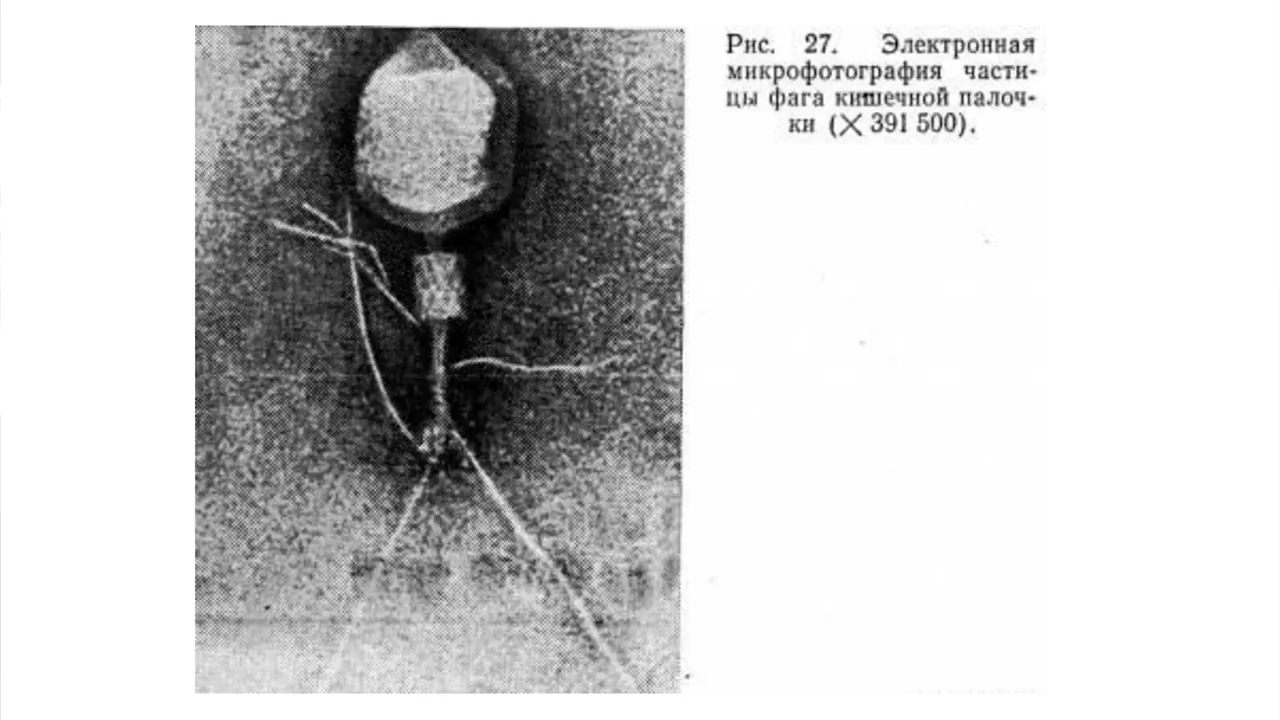 Рис. 27. Электронная
микрофотография части-
цы фага кишечной палоч-
ки (× 391 500).